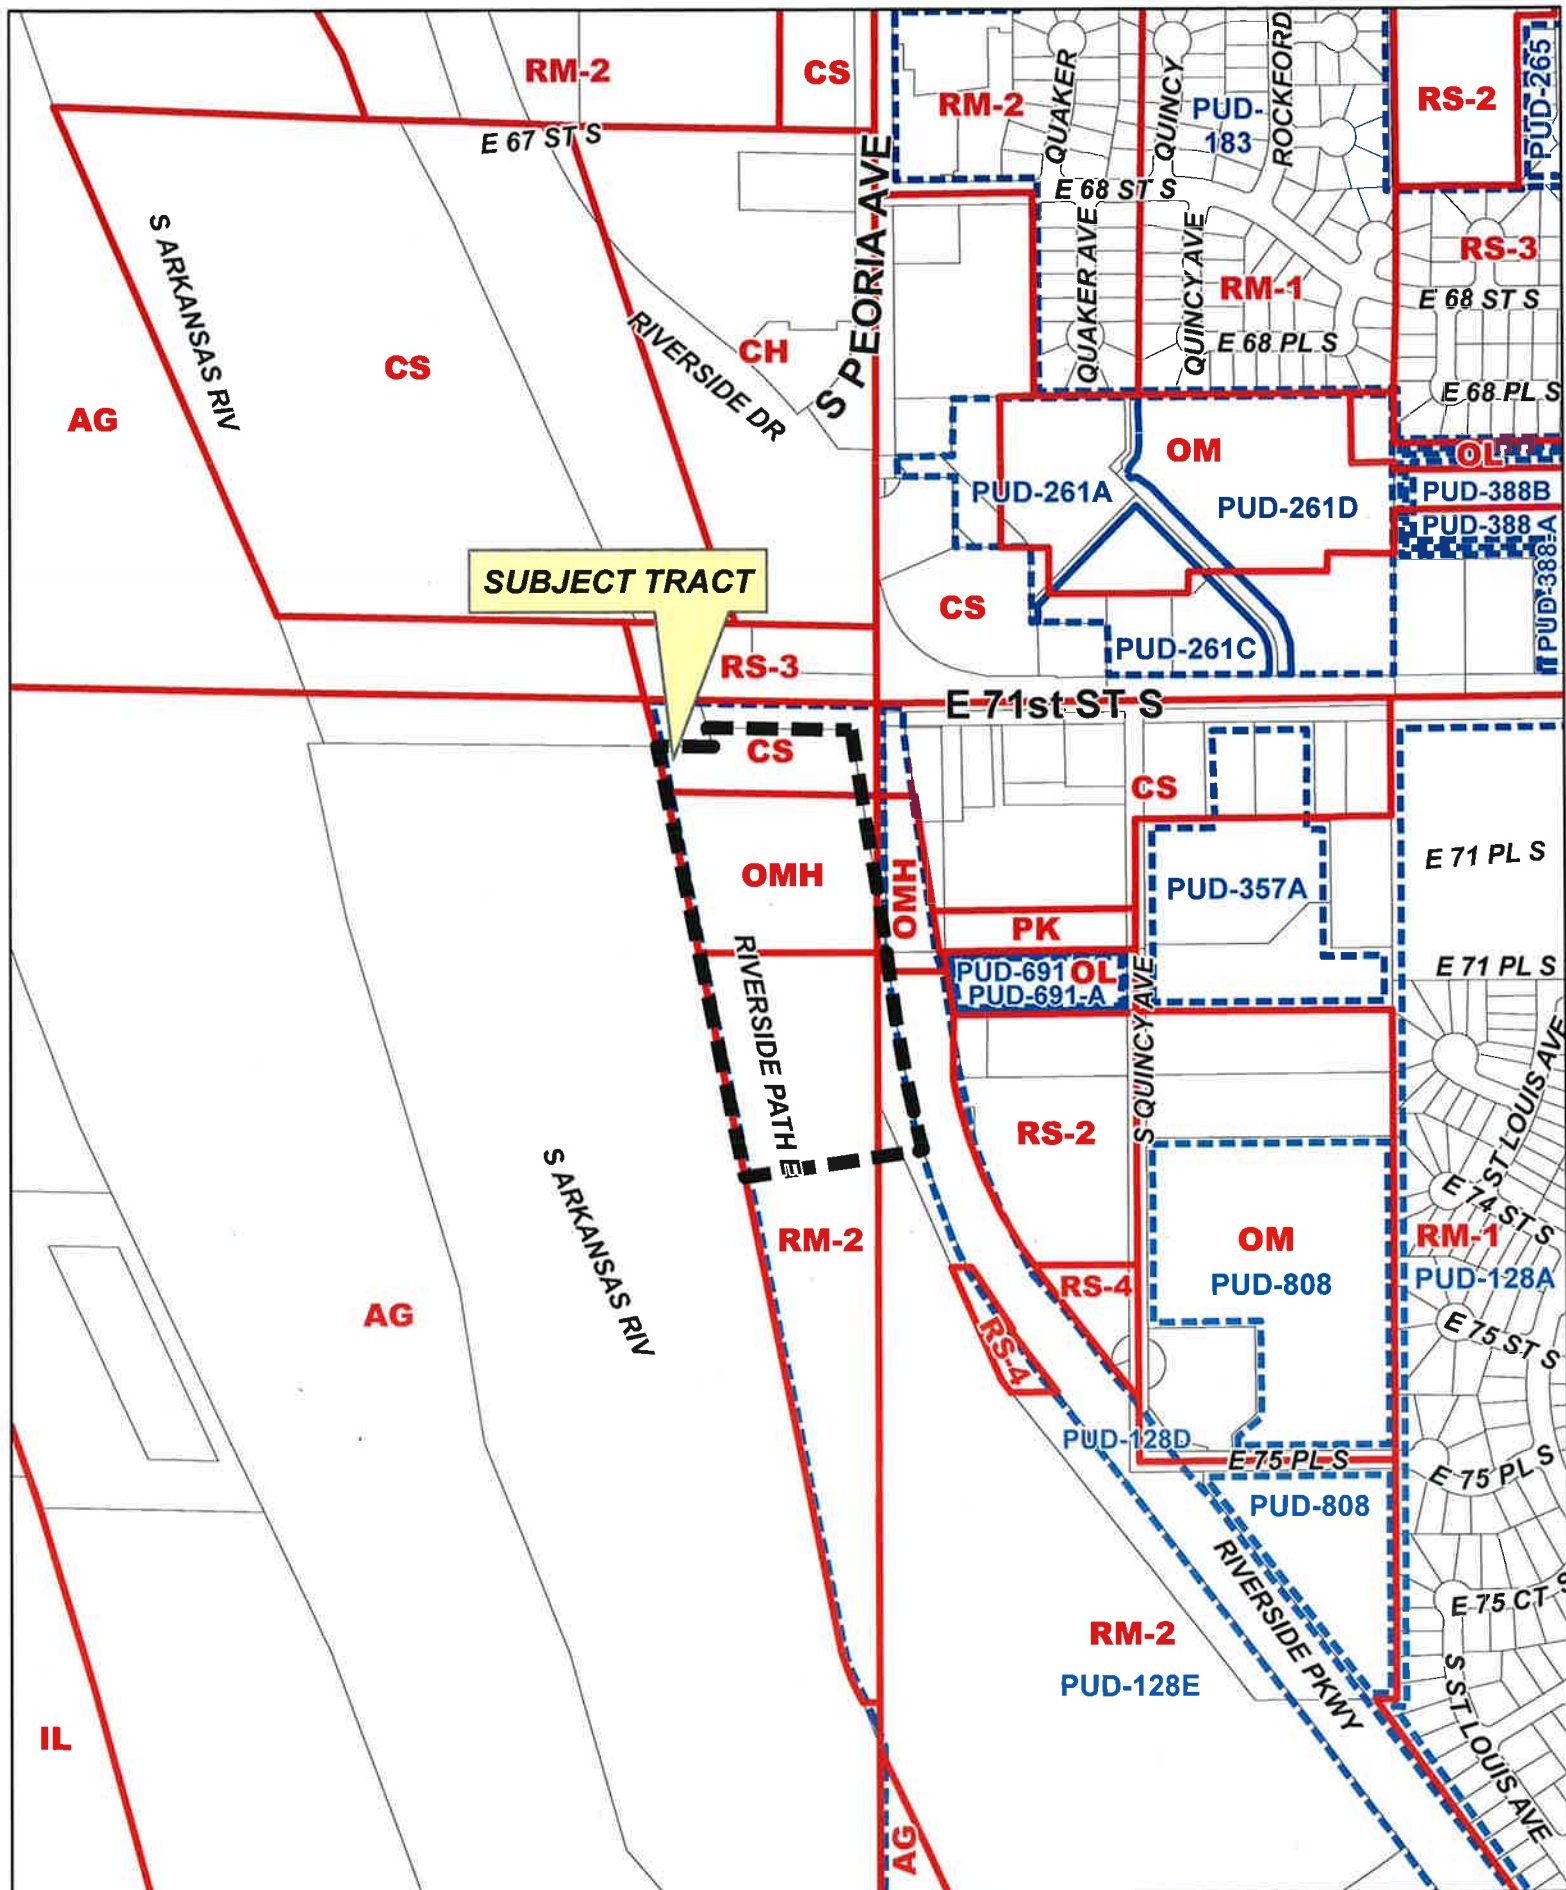 RM-2
CS
RM-2
QUAKER
QUINCY
PUD-
183
ROCKFORD
RS-2
PUD-265
E 67 ST S
S PEORIA AVE
E 68 ST S
S ARKANSAS RIV
QUAKER AVE
QUINCY AVE
RM-1
RS-3
E 68 ST S
RIVERSIDE DR
CH
E 68 PL S
CS
AG
E 68 PL S
OM
OL
PUD-261A
PUD-261D
PUD-388B
PUD-388
PUD-388-A
SUBJECT TRACT
CS
PUD-261C
RS-3
E 71st ST S
CS
CS
OMH
OMH
PUD-357A
E 71 PL S
PK
RIVERSIDE PATH E
PUD-691
OL
PUD-691-A
E 71 PL S
S QUINCY AVE
ST LOUIS AVE
RS-2
S ARKANSAS RIV
E 74 ST S
RM-2
OM
RM-1
PUD-808
PUD-128A
RS-4
AG
RS-4
E 75 ST S
PUD-128D
E 75 PL S
E 75 PL S
PUD-808
RIVERSIDE PKWY
E 75 CT S
RM-2
PUD-128E
S ST LOUIS AVE
IL
AG